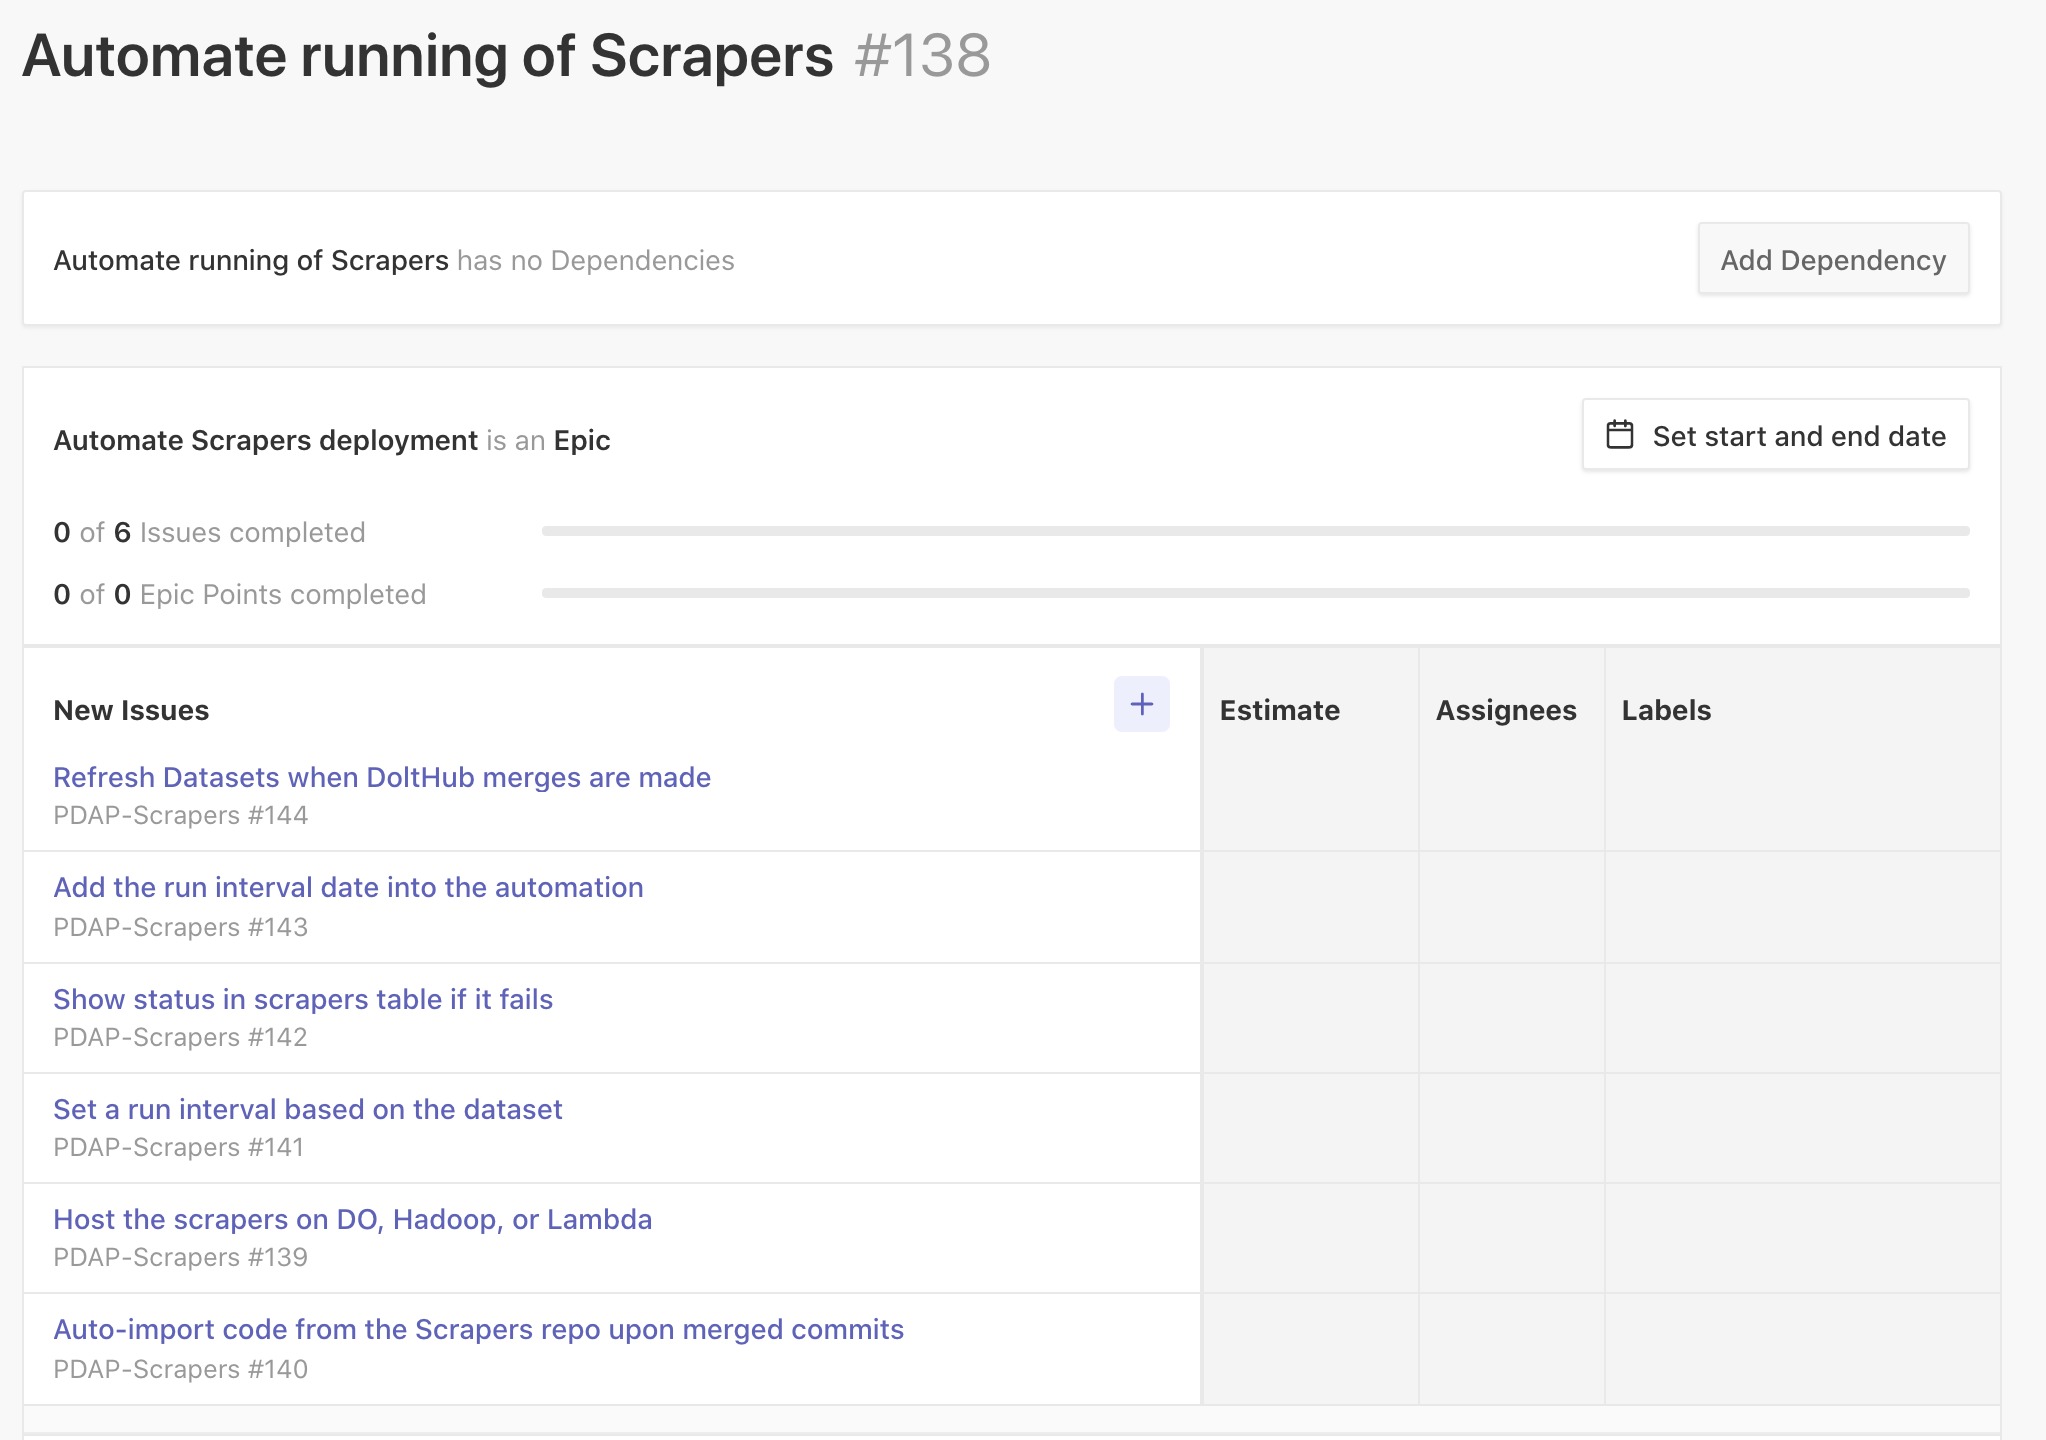 Automate running of Scrapers #138
Automate running of Scrapers has no Dependencies
Add Dependency
Automate Scrapers deployment is an Epic
Set start and end date
0 of 6 Issues completed
0 of 0 Epic Points completed
New Issues
+
Estimate
Assignees
Labels
Refresh Datasets when DoltHub merges are made
PDAP-Scrapers #144
Add the run interval date into the automation
PDAP-Scrapers #143
Show status in scrapers table if it fails
PDAP-Scrapers #142
Set a run interval based on the dataset
PDAP-Scrapers #141
Host the scrapers on DO, Hadoop, or Lambda
PDAP-Scrapers #139
Auto-import code from the Scrapers repo upon merged commits
PDAP-Scrapers #140